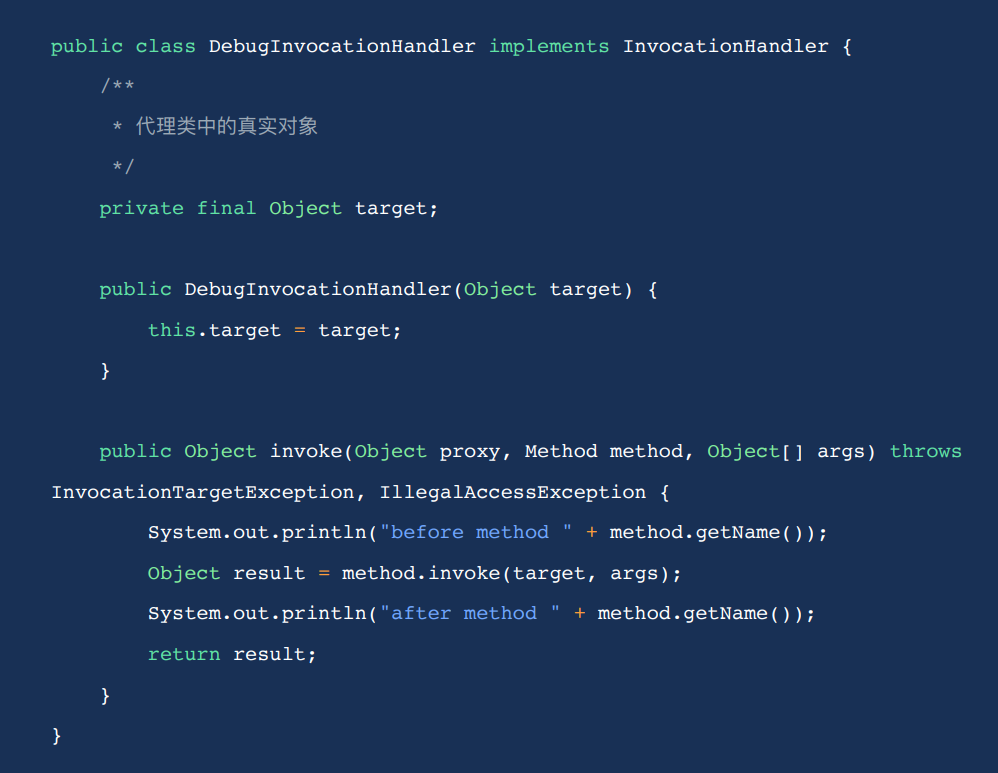 public class DebugInvocationHandler implements InvocationHandler {
    /**
     * 代理类中的真实对象
     */
    private final Object target;

    public DebugInvocationHandler(Object target) {
        this.target = target;
    }

    public Object invoke(Object proxy, Method method, Object[] args) throws
InvocationTargetException, IllegalAccessException {
        System.out.println("before method " + method.getName());
        Object result = method.invoke(target, args);
        System.out.println("after method " + method.getName());
        return result;
    }
}